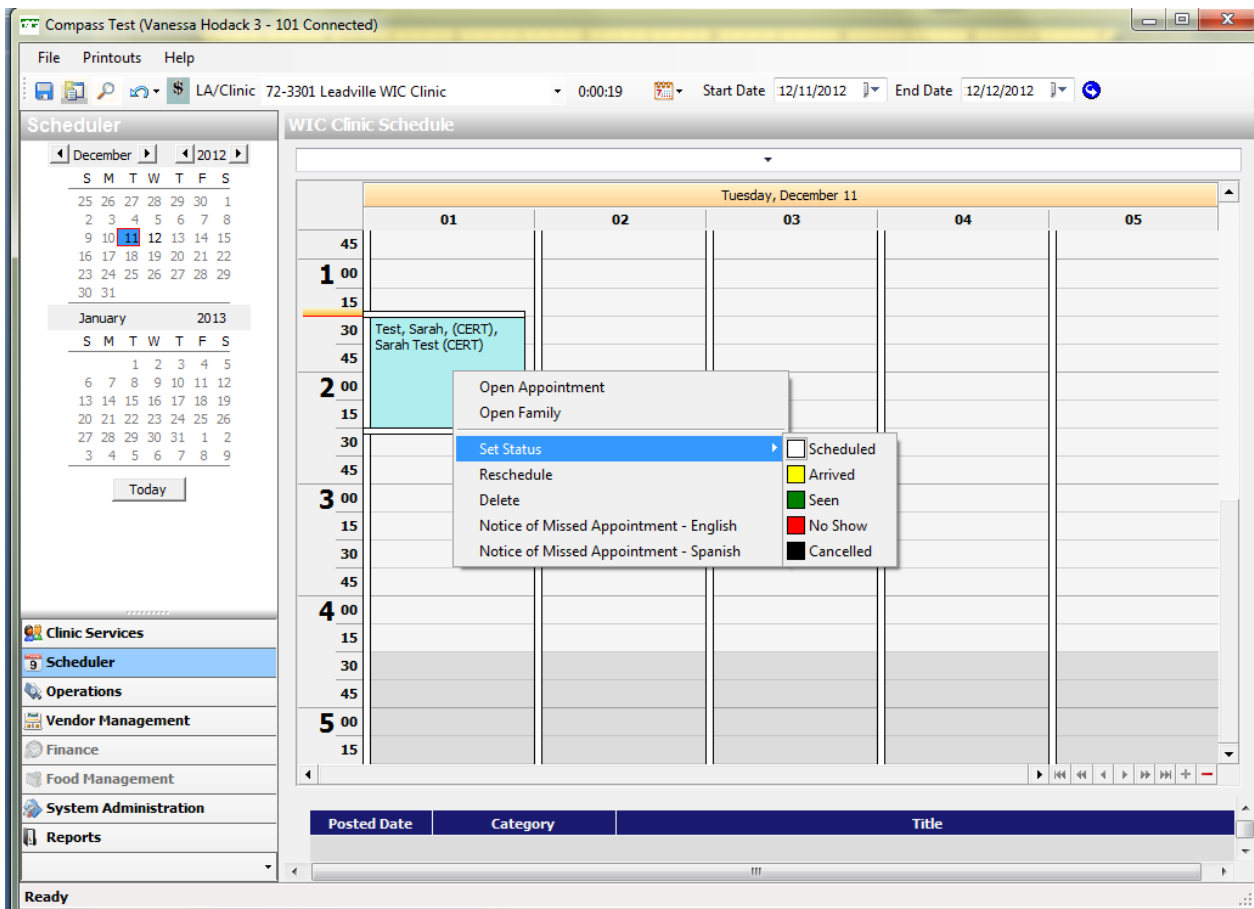 Compass Test (Vanessa Hodack 3 - 101 Connected)
File Printouts Help
$ LA/Clinic 72-3301 Leadville WIC Clinic 0:00:19 7 Start Date 12/11/2012 End Date 12/12/2012
Scheduler
December 2012
S M T W T F S
25 26 27 28 29 30 1
2 3 4 5 6 7 8
9 10 11 12 13 14 15
16 17 18 19 20 21 22
23 24 25 26 27 28 29
30 31
January 2013
S M T W T F S
1 2 3 4 5
6 7 8 9 10 11 12
13 14 15 16 17 18 19
20 21 22 23 24 25 26
27 28 29 30 31 1 2
3 4 5 6 7 8 9
Today
Clinic Services
9 Scheduler
Operations
Vendor Management
Finance
Food Management
System Administration
Reports
WIC Clinic Schedule
Tuesday, December 11
01 02 03 04 05
45
1 00
15
30
45
2 00
15
30
45
3 00
15
30
45
4 00
15
30
45
5 00
15
Test, Sarah, (CERT),
Sarah Test (CERT)
Open Appointment
Open Family
Set Status
Reschedule
Delete
Notice of Missed Appointment - English
Notice of Missed Appointment - Spanish
Scheduled
Arrived
Seen
No Show
Cancelled
Posted Date Category Title
Ready